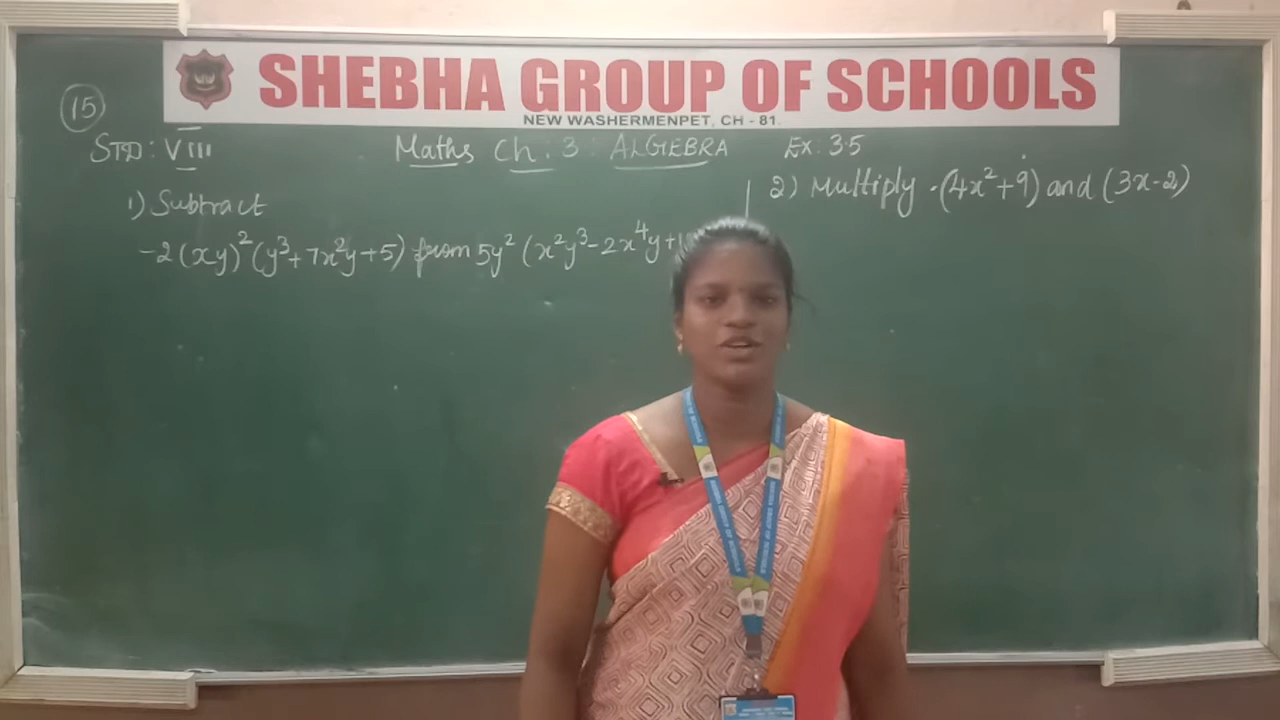 SHEBHA GROUP OF SCHOOLS
NEW WASHERMENPET, CH - 81.
15
STD: VIII Maths Ch. 3: ALGEBRA Ex: 3.5
1) Subtract
-2(xy)²(y³+7x²y+5) from 5y² (x²y³-2x⁴y+
2) Multiply (4x²+9) and (3x-2)